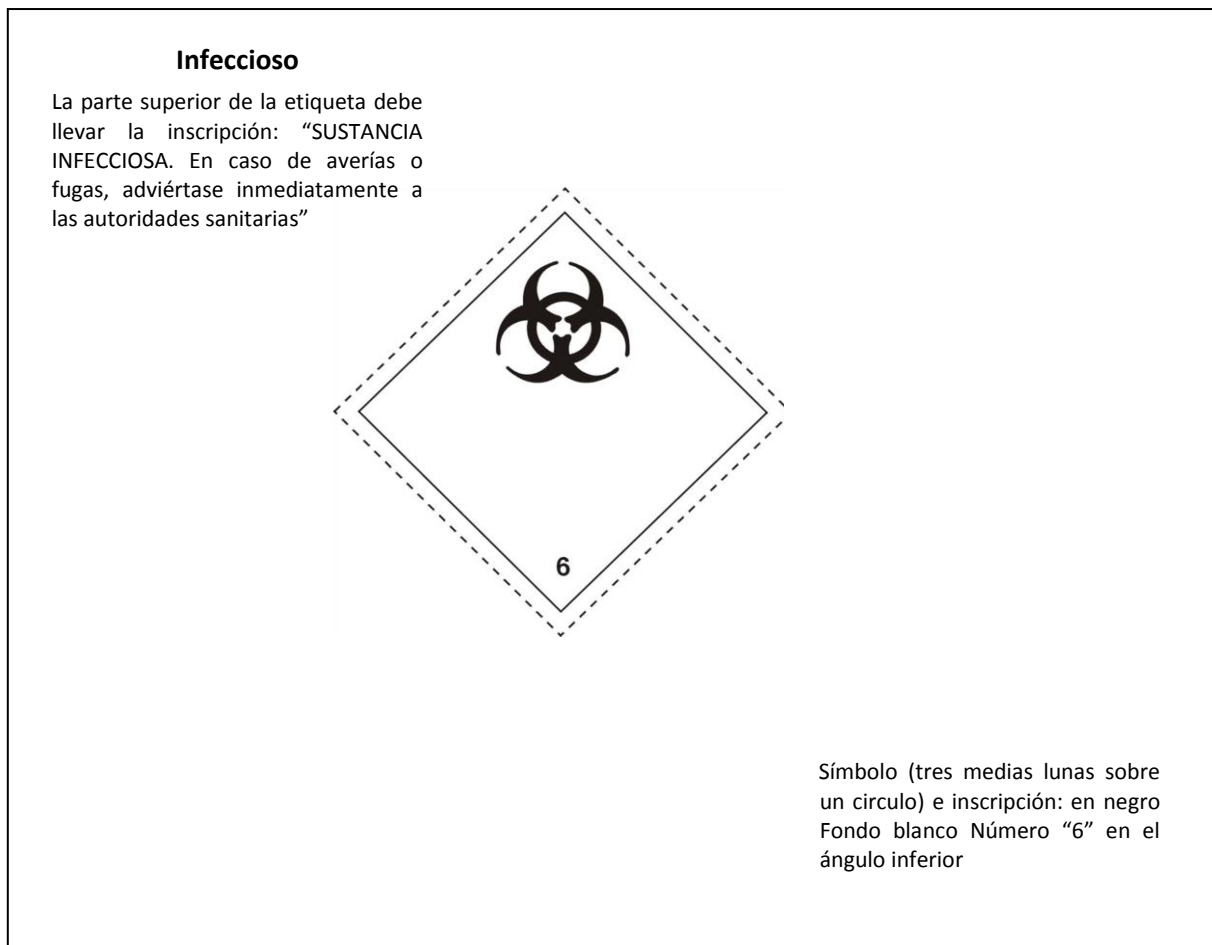 Infeccioso
La parte superior de la etiqueta debe
llevar la inscripción: “SUSTANCIA
INFECCIOSA. En caso de averías o
fugas, adviértase inmediatamente a
las autoridades sanitarias”
6
Símbolo (tres medias lunas sobre
un circulo) e inscripción: en negro
Fondo blanco Número “6” en el
ángulo inferior